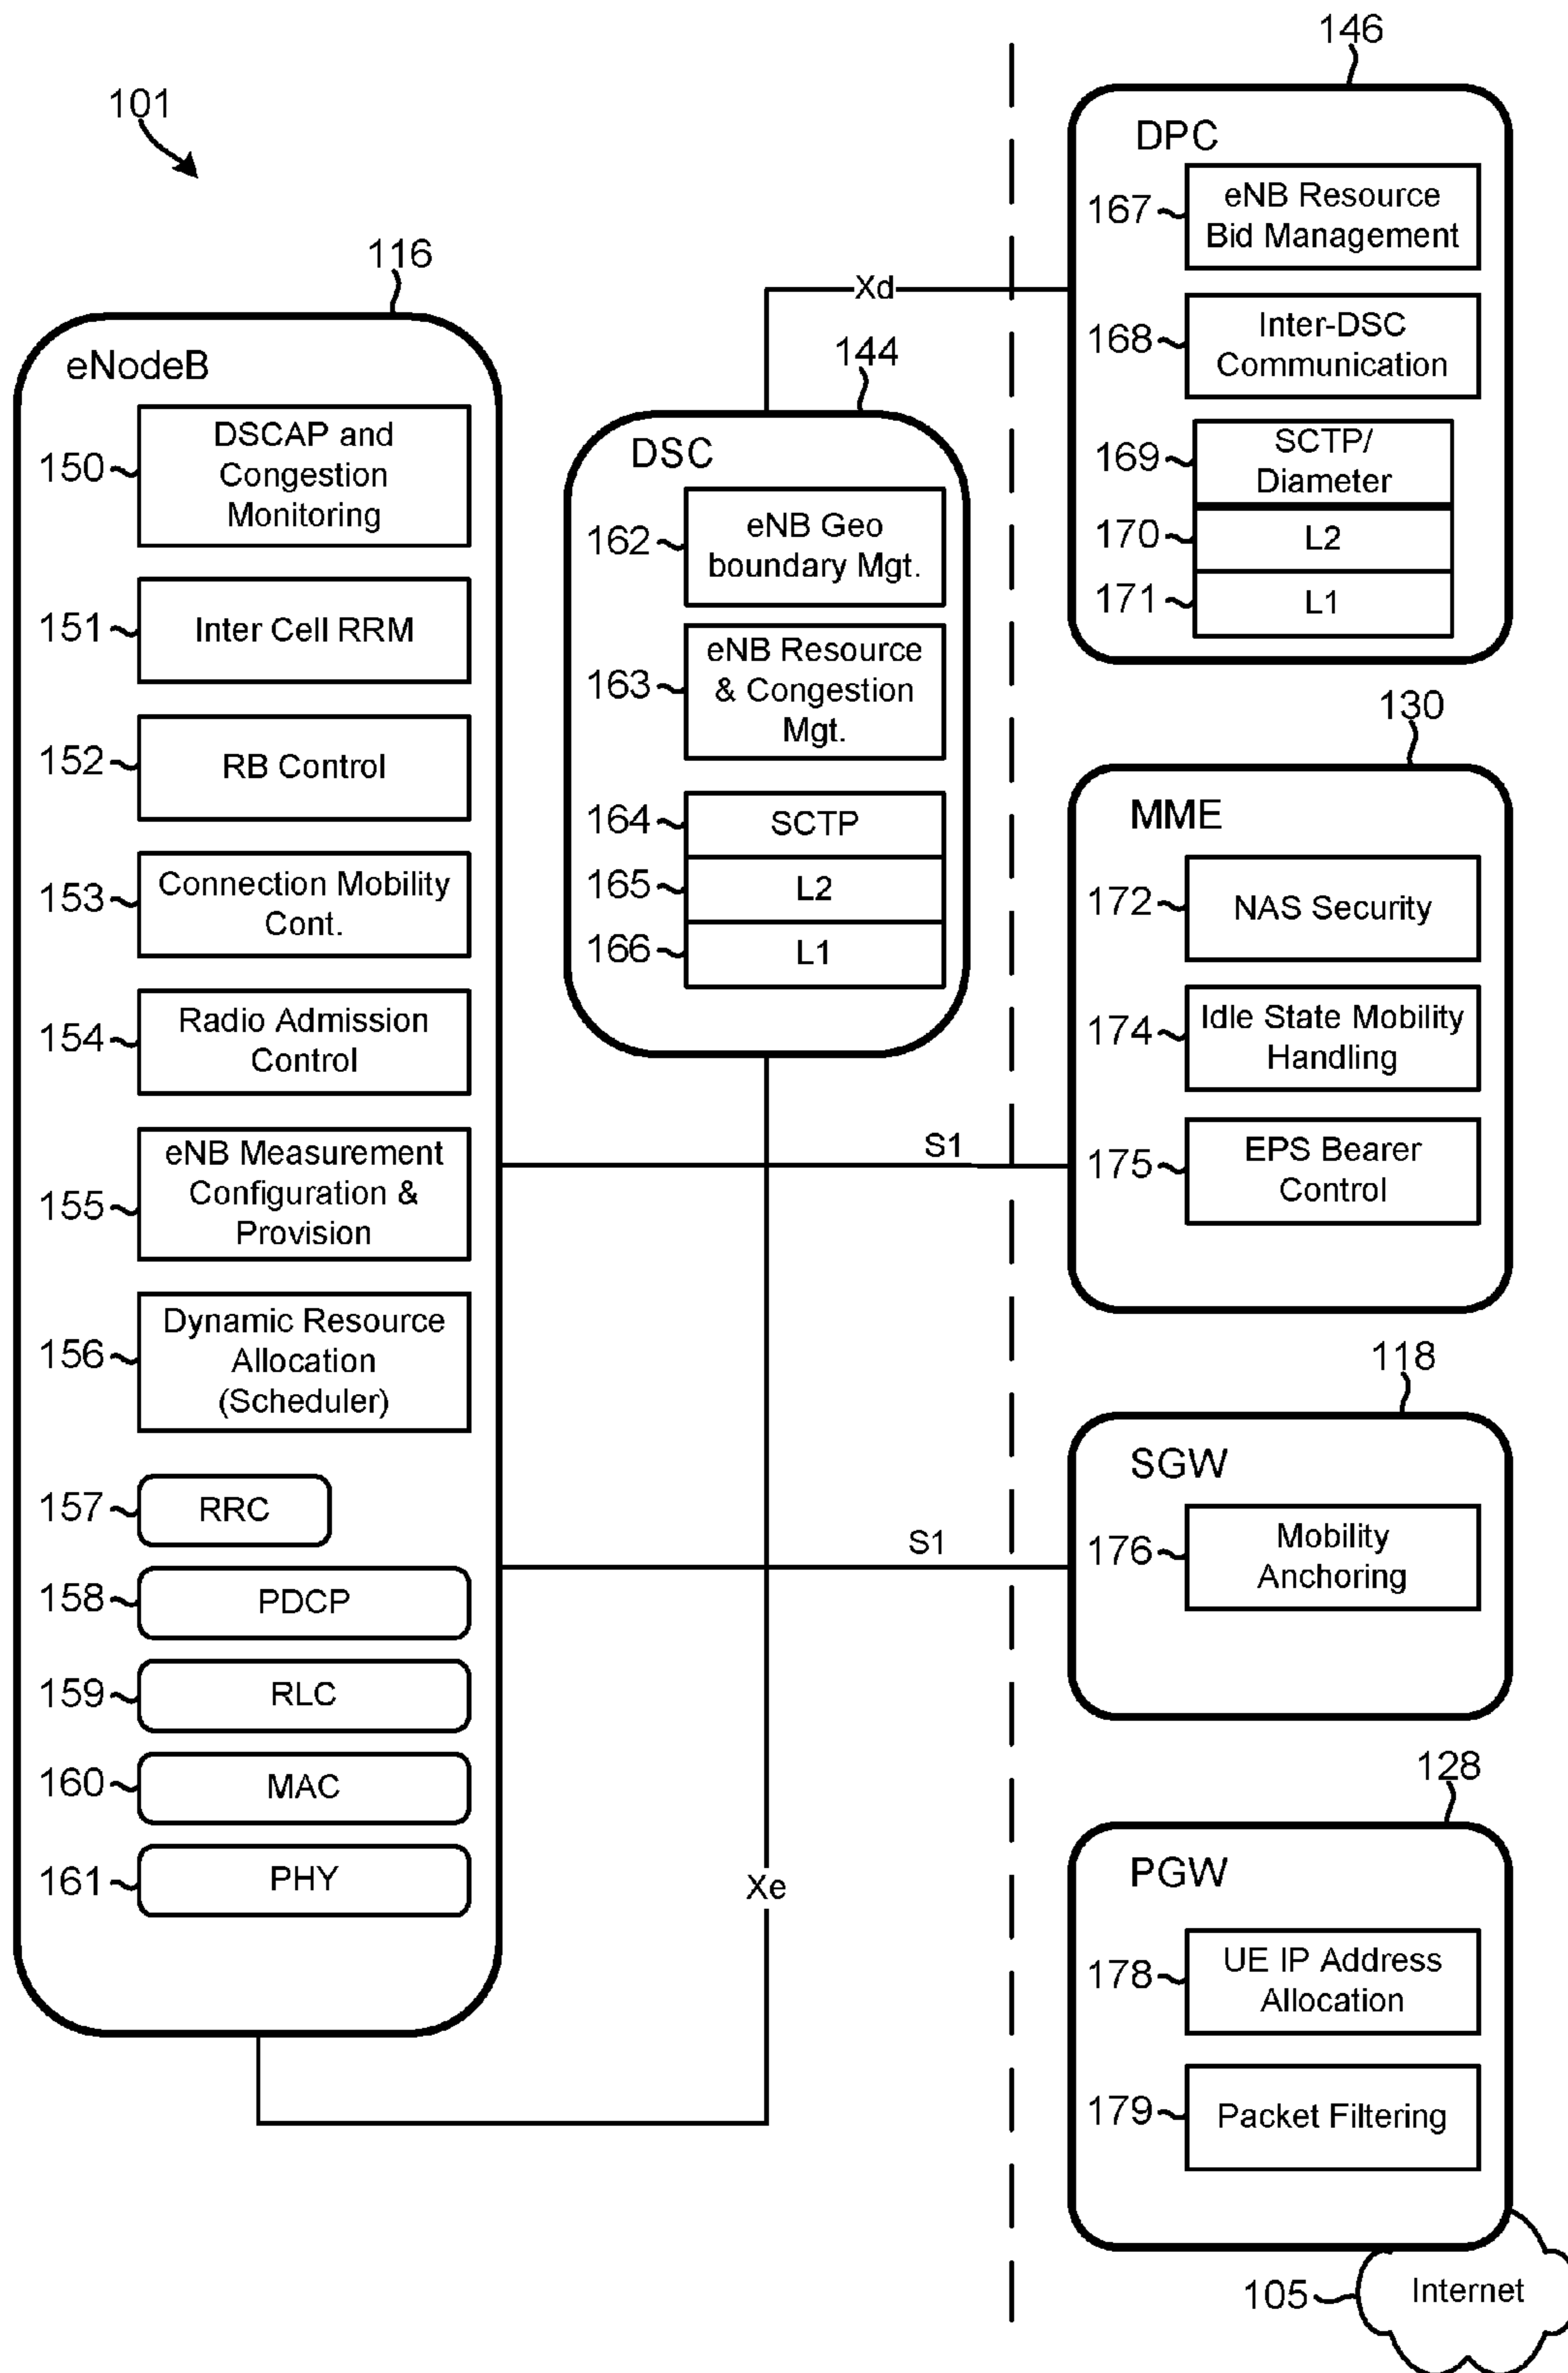 101
116
eNodeB
150
DSCAP and
Congestion
Monitoring
151
Inter Cell RRM
152
RB Control
153
Connection Mobility
Cont.
154
Radio Admission
Control
155
eNB Measurement
Configuration &
Provision
156
Dynamic Resource
Allocation
(Scheduler)
157
RRC
158
PDCP
159
RLC
160
MAC
161
PHY
Xd
144
DSC
162
eNB Geo
boundary Mgt.
163
eNB Resource
& Congestion
Mgt.
164
SCTP
165
L2
166
L1
S1
S1
Xe
146
DPC
167
eNB Resource
Bid Management
168
Inter-DSC
Communication
169
SCTP/
Diameter
170
L2
171
L1
130
MME
172
NAS Security
174
Idle State Mobility
Handling
175
EPS Bearer
Control
118
SGW
176
Mobility
Anchoring
128
PGW
178
UE IP Address
Allocation
179
Packet Filtering
105
Internet